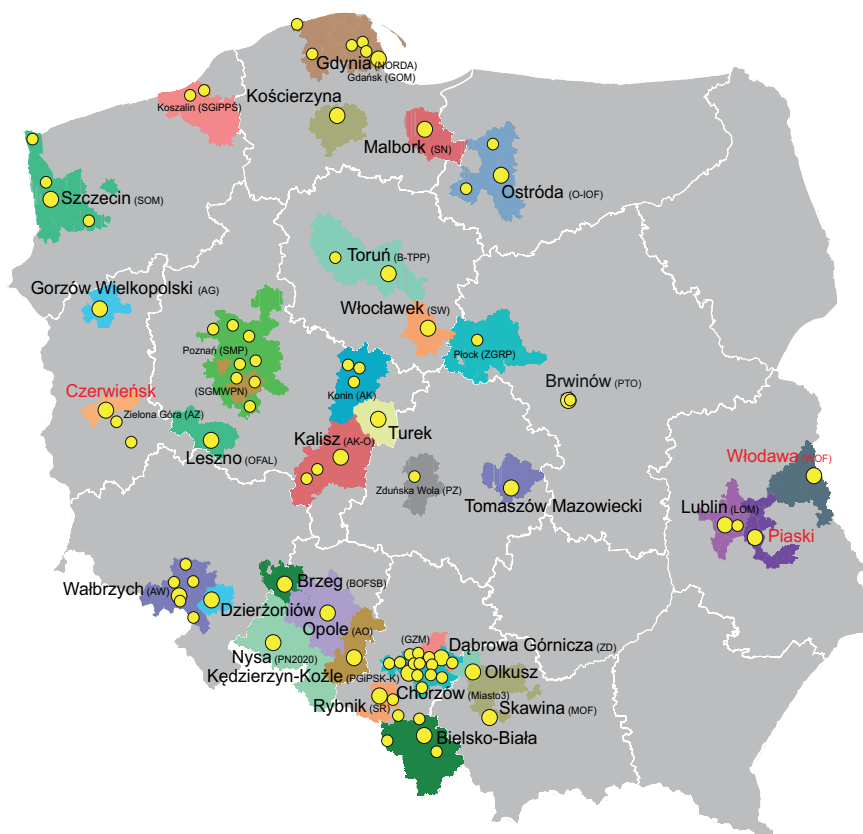 Gdynia (NORDA)
Gdańsk (GOM)
Kościerzyna
Koszalin (SGiPPŚ)
Malbork (SN)
Ostróda (O-IOF)
Szczecin (SOM)
Toruń (B-TPP)
Gorzów Wielkopolski (AG)
Włocławek (SW)
Poznań (SMP)
Płock (ZGRP)
(SGMWPN)
Konin (AK)
Brwinów (PTO)
Czerwieńsk
Zielona Góra (AZ)
Turek
Kalisz (AK-O)
Leszno (OFAL)
Włodawa (WOF)
Zduńska Wola (PZ)
Tomaszów Mazowiecki
Lublin (LOM)
Piaski
Wałbrzych (AW)
Brzeg (BOFSB)
Dzierżoniów
Opole (AO)
Nysa (PN2020)
(GZM)
Dąbrowa Górnicza (ZD)
Kędzierzyn-Koźle (PGiPSK-K)
Olkusz
Chorzów (Miasto3)
Rybnik (SR)
Skawina (MOF)
Bielsko-Biała